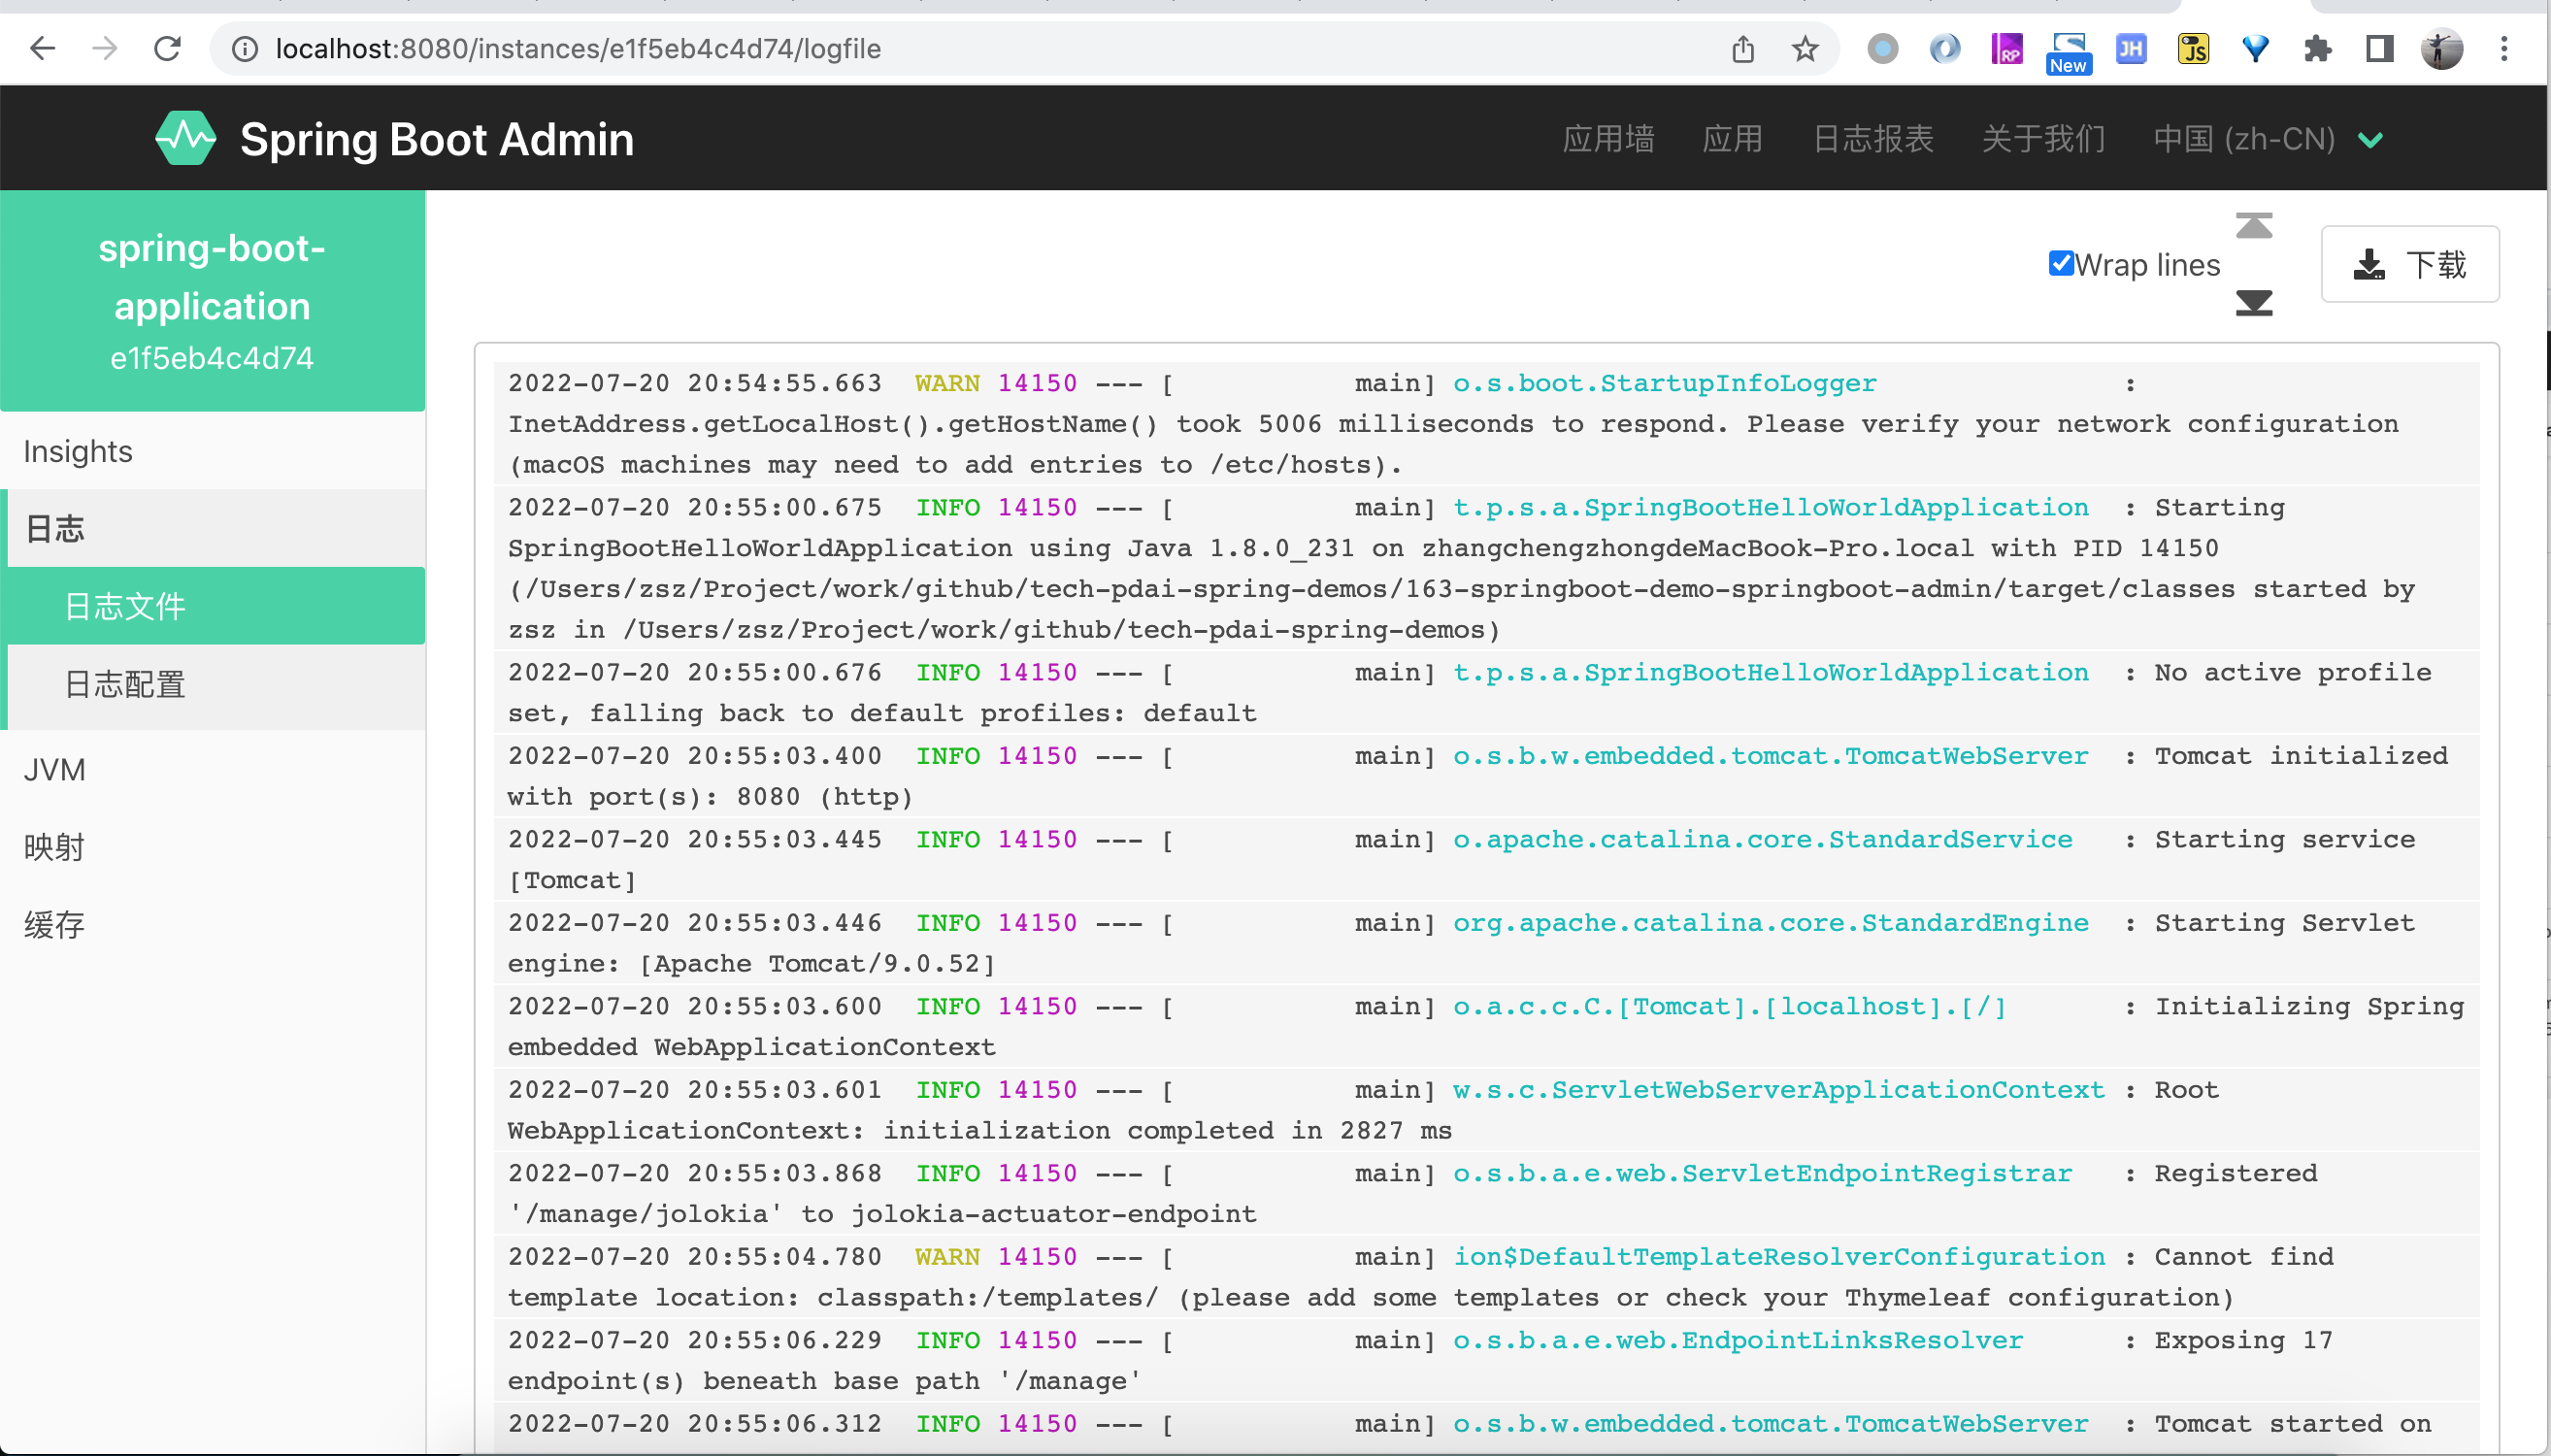 localhost:8080/instances/e1f5eb4c4d74/logfile
RP
New
JH
JS
Spring Boot Admin
应用墙 应用 日志报表 关于我们 中国 (zh-CN)
spring-boot-
application
e1f5eb4c4d74
Insights
日志
日志文件
日志配置
JVM
映射
缓存
Wrap lines
下载
2022-07-20 20:54:55.663  WARN 14150 --- [           main] o.s.boot.StartupInfoLogger               :
InetAddress.getLocalHost().getHostName() took 5006 milliseconds to respond. Please verify your network configuration
(macOS machines may need to add entries to /etc/hosts).
2022-07-20 20:55:00.675  INFO 14150 --- [           main] t.p.s.a.SpringBootHelloWorldApplication  : Starting
SpringBootHelloWorldApplication using Java 1.8.0_231 on zhangchengzhongdeMacBook-Pro.local with PID 14150
(/Users/zsz/Project/work/github/tech-pdai-spring-demos/163-springboot-demo-springboot-admin/target/classes started by
zsz in /Users/zsz/Project/work/github/tech-pdai-spring-demos)
2022-07-20 20:55:00.676  INFO 14150 --- [           main] t.p.s.a.SpringBootHelloWorldApplication  : No active profile
set, falling back to default profiles: default
2022-07-20 20:55:03.400  INFO 14150 --- [           main] o.s.b.w.embedded.tomcat.TomcatWebServer  : Tomcat initialized
with port(s): 8080 (http)
2022-07-20 20:55:03.445  INFO 14150 --- [           main] o.apache.catalina.core.StandardService   : Starting service
[Tomcat]
2022-07-20 20:55:03.446  INFO 14150 --- [           main] org.apache.catalina.core.StandardEngine  : Starting Servlet
engine: [Apache Tomcat/9.0.52]
2022-07-20 20:55:03.600  INFO 14150 --- [           main] o.a.c.c.C.[Tomcat].[localhost].[/]       : Initializing Spring
embedded WebApplicationContext
2022-07-20 20:55:03.601  INFO 14150 --- [           main] w.s.c.ServletWebServerApplicationContext : Root
WebApplicationContext: initialization completed in 2827 ms
2022-07-20 20:55:03.868  INFO 14150 --- [           main] o.s.b.a.e.web.ServletEndpointRegistrar   : Registered
'/manage/jolokia' to jolokia-actuator-endpoint
2022-07-20 20:55:04.780  WARN 14150 --- [           main] ion$DefaultTemplateResolverConfiguration : Cannot find
template location: classpath:/templates/ (please add some templates or check your Thymeleaf configuration)
2022-07-20 20:55:06.229  INFO 14150 --- [           main] o.s.b.a.e.web.EndpointLinksResolver      : Exposing 17
endpoint(s) beneath base path '/manage'
2022-07-20 20:55:06.312  INFO 14150 --- [           main] o.s.b.w.embedded.tomcat.TomcatWebServer  : Tomcat started on